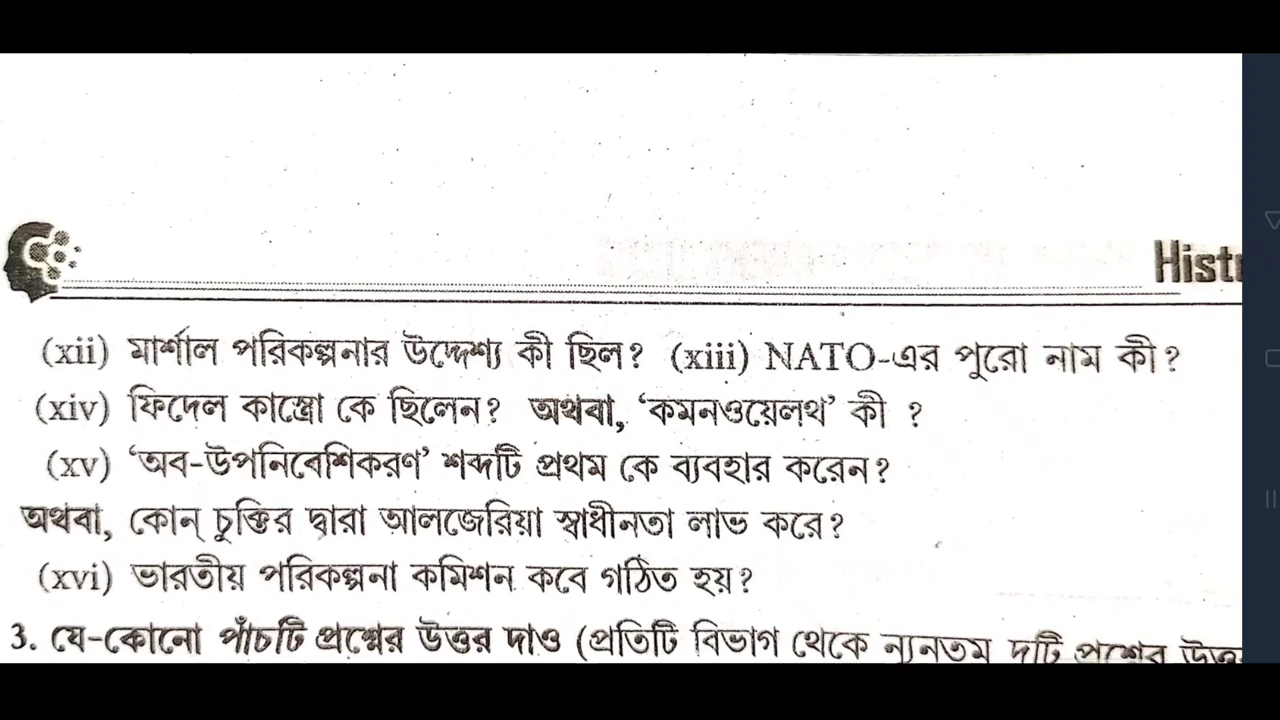 Hist
(xii) মার্শাল পরিকল্পনার উদ্দেশ্য কী ছিল? (xiii) NATO-এর পুরো নাম কী?
(xiv) ফিদেল কাস্ত্রো কে ছিলেন? অথবা, ‘কমনওয়েলথ’ কী ?
(xv) ‘অব-উপনিবেশিকরণ’ শব্দটি প্রথম কে ব্যবহার করেন?
অথবা, কোন্ চুক্তির দ্বারা আলজেরিয়া স্বাধীনতা লাভ করে?
(xvi) ভারতীয় পরিকল্পনা কমিশন কবে গঠিত হয়?
3. যে-কোনো পাঁচটি প্রশ্নের উত্তর দাও (প্রতিটি বিভাগ থেকে ন্যূনতম দুটি প্রশ্নের